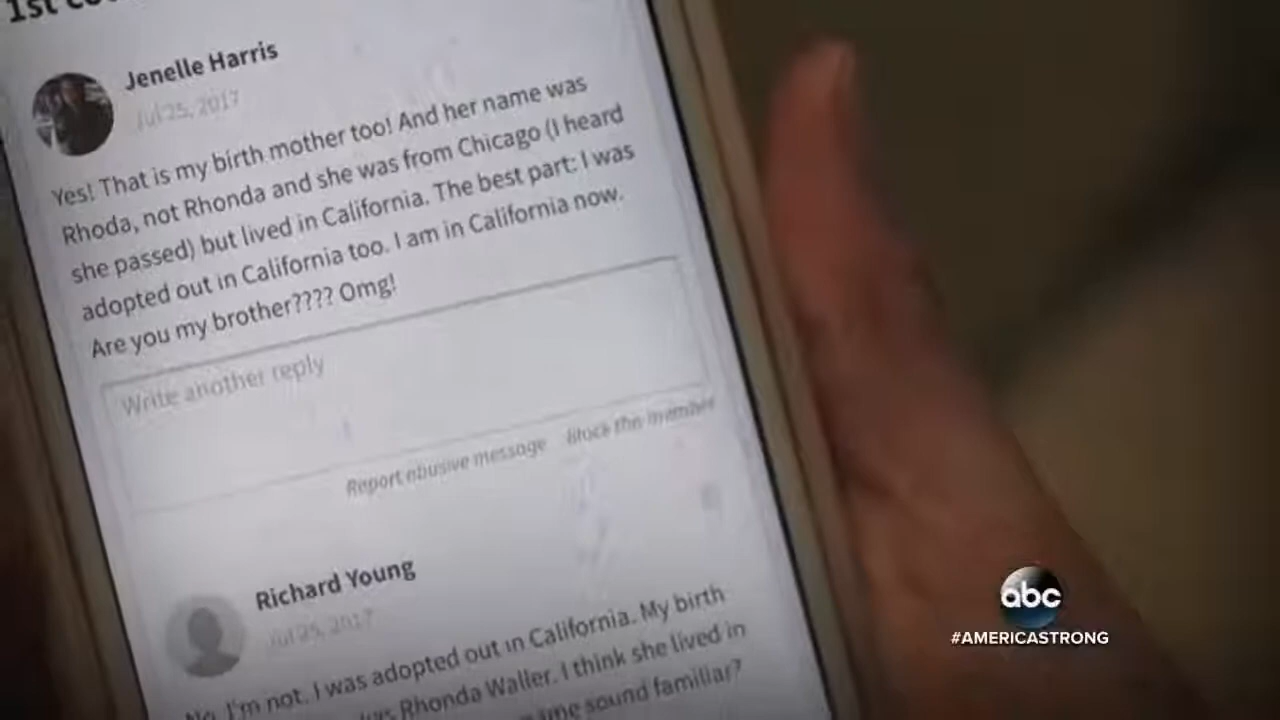 1st
Jenelle Harris
Jul 25, 2017
Yes! That is my birth mother too! And her name was
Rhoda, not Rhonda and she was from Chicago (I heard
she passed) but lived in California. The best part: I was
adopted out in California too. I am in California now.
Are you my brother???? Omg!
Write another reply
Report abusive message Block this member
Richard Young
Jul 25, 2017
No, I'm not. I was adopted out in California. My birth
Rhonda Waller. I think she lived in
sound familiar?
abc
#AMERICASTRONG